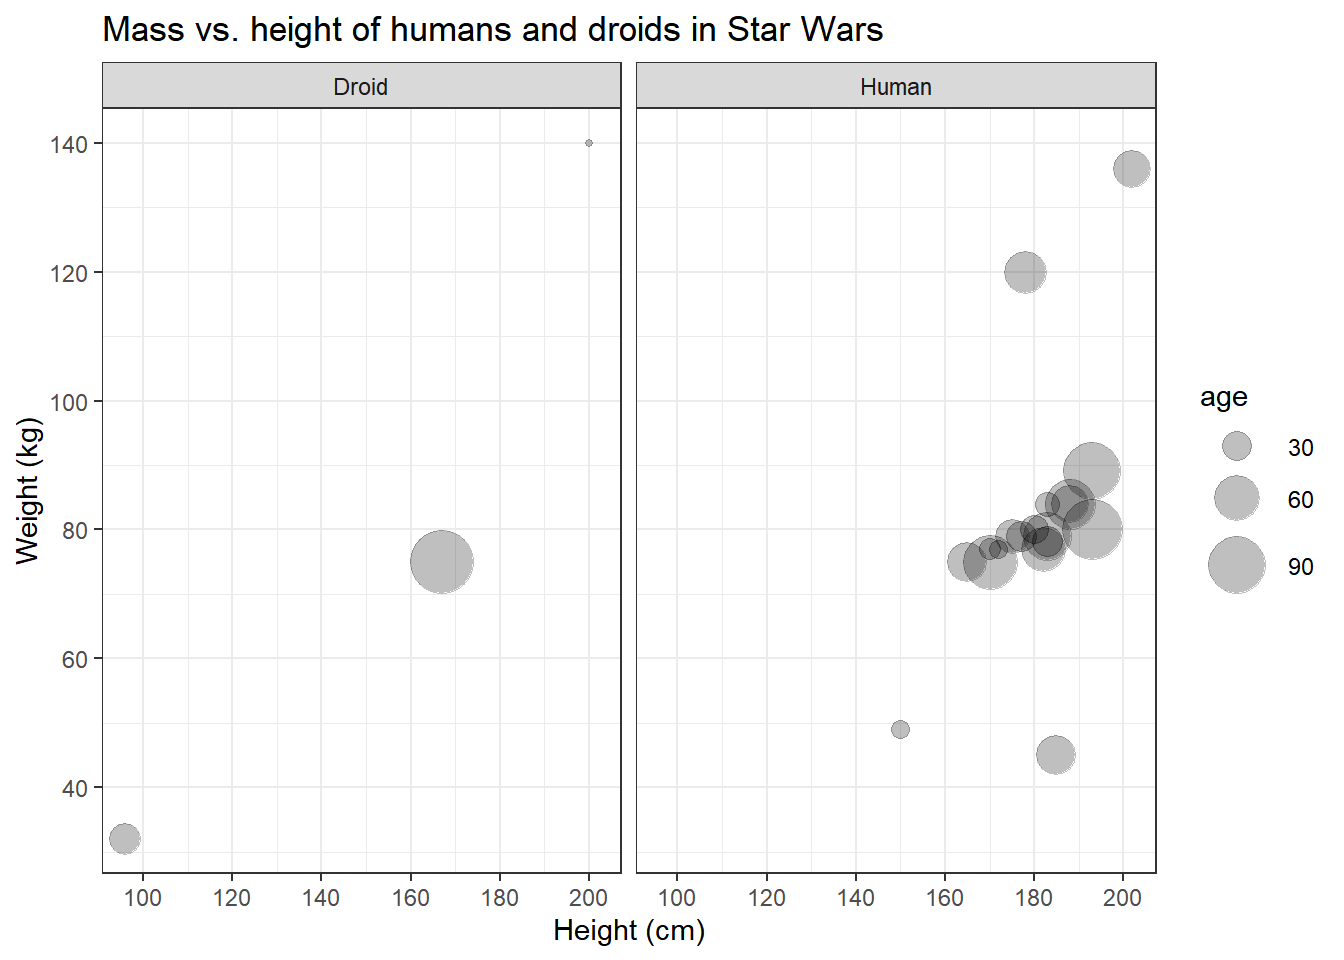 Mass vs. height of humans and droids in Star Wars
Droid
Human
140
120
100
80
60
40
Weight (kg)
100 120 140 160 180 200
100 120 140 160 180 200
Height (cm)
age
30
60
90